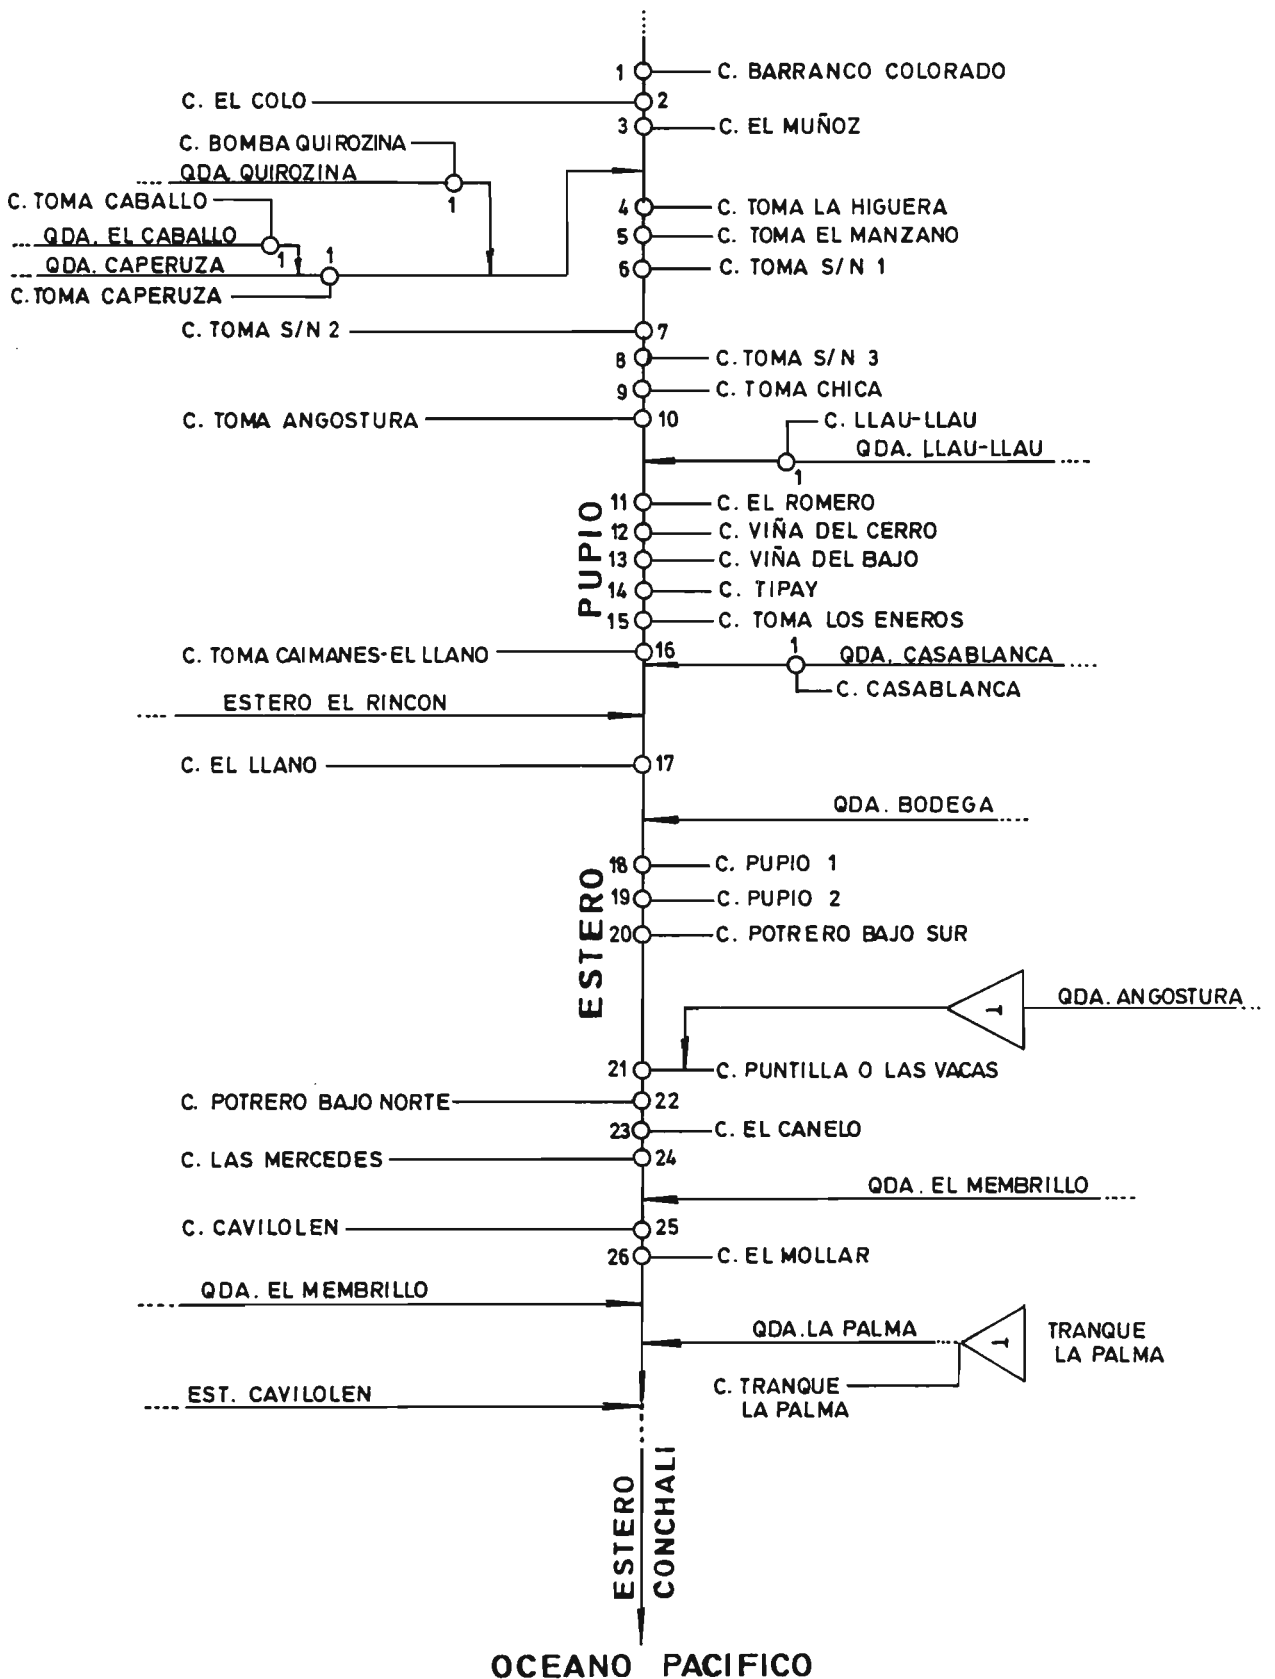 1 C. BARRANCO COLORADO
C. EL COLO 2
3 C. EL MUÑOZ
C. BOMBA QUIROZINA
QDA. QUIROZINA
1
C. TOMA CABALLO
QDA. EL CABALLO
1
QDA. CAPERUZA
1
C. TOMA CAPERUZA
4 C. TOMA LA HIGUERA
5 C. TOMA EL MANZANO
6 C. TOMA S/N 1
C. TOMA S/N 2 7
8 C. TOMA S/N 3
9 C. TOMA CHICA
C. TOMA ANGOSTURA 10
C. LLAU-LLAU
QDA. LLAU-LLAU
1
11 C. EL ROMERO
12 C. VIÑA DEL CERRO
13 C. VIÑA DEL BAJO
14 C. TIPAY
15 C. TOMA LOS ENEROS
C. TOMA CAIMANES-EL LLANO 16
1
QDA. CASABLANCA
C. CASABLANCA
ESTERO EL RINCON
C. EL LLANO 17
QDA. BODEGA
ESTERO PUPIO
18 C. PUPIO 1
19 C. PUPIO 2
20 C. POTRERO BAJO SUR
QDA. ANGOSTURA
1
21 C. PUNTILLA O LAS VACAS
C. POTRERO BAJO NORTE 22
23 C. EL CANELO
C. LAS MERCEDES 24
QDA. EL MEMBRILLO
C. CAVILOLEN 25
26 C. EL MOLLAR
QDA. EL MEMBRILLO
QDA. LA PALMA
1
TRANQUE
LA PALMA
C. TRANQUE
LA PALMA
EST. CAVILOLEN
ESTERO
CONCHALI
OCEANO PACIFICO